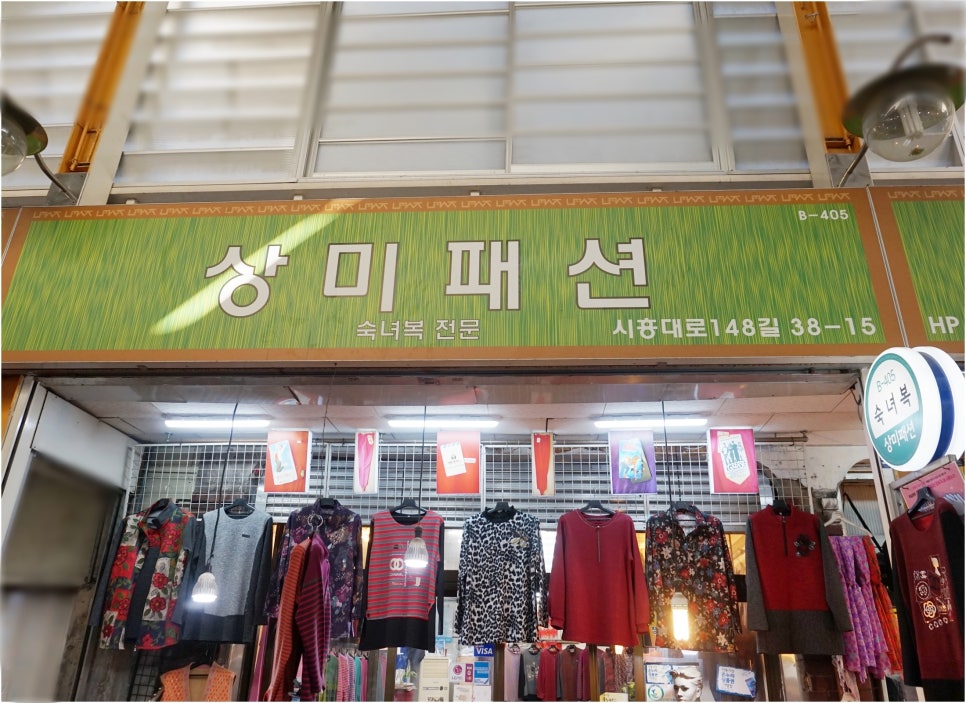 B-405
상미패션
숙녀복 전문
시흥대로148길 38-15
HP
B-405
숙녀복
상미패션
VISA